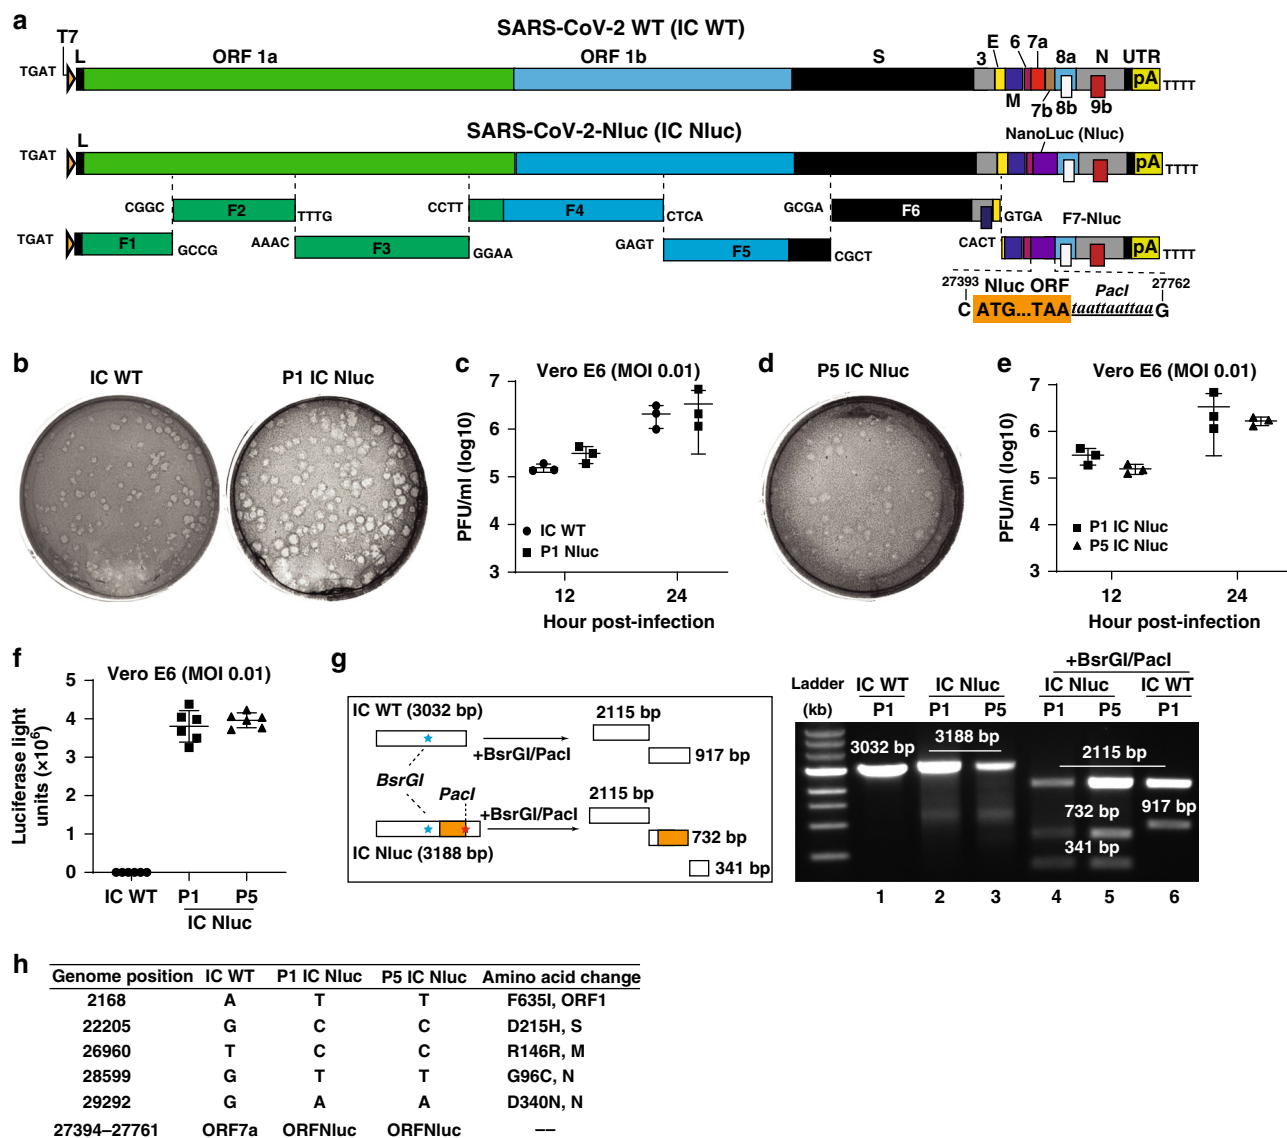 a
SARS-CoV-2 WT (IC WT)
T7
L
ORF 1a
ORF 1b
S
3
E
6
7a
8a
N
UTR
TGAT
pA
TTTT
M
7b
8b
9b
SARS-CoV-2-Nluc (IC Nluc)
NanoLuc (Nluc)
L
TGAT
pA
TTTT
CGGC
F2
TTTG
CCTT
F4
CTCA
GCGA
F6
GTGA
F7-Nluc
TGAT
F1
GCCG
AAAC
F3
GGAA
GAGT
F5
CGCT
CACT
pA
TTTT
27393
Nluc ORF
PacI
27762
C ATG...TAA taattaattaa G
b
IC WT
P1 IC Nluc
c
Vero E6 (MOI 0.01)
PFU/ml (log10)
7
6
5
4
3
IC WT
P1 Nluc
12
24
Hour post-infection
d
P5 IC Nluc
e
Vero E6 (MOI 0.01)
PFU/ml (log10)
7
6
5
4
3
P1 IC Nluc
P5 IC Nluc
12
24
Hour post-infection
f
Vero E6 (MOI 0.01)
Luciferase light
units (×10⁶)
5
4
3
2
1
0
IC WT
P1
P5
IC Nluc
g
IC WT (3032 bp)
2115 bp
+BsrGI/PacI
917 bp
BsrGI
PacI
2115 bp
+BsrGI/PacI
732 bp
IC Nluc (3188 bp)
341 bp
+BsrGI/PacI
Ladder
IC WT
IC Nluc
IC Nluc
IC WT
(kb)
P1
P1
P5
P1
P5
P1
3032 bp
3188 bp
2115 bp
732 bp
917 bp
341 bp
1
2
3
4
5
6
h
Genome position IC WT P1 IC Nluc P5 IC Nluc Amino acid change
2168 A T T F635I, ORF1
22205 G C C D215H, S
26960 T C C R146R, M
28599 G T T G96C, N
29292 G A A D340N, N
27394–27761 ORF7a ORFNluc ORFNluc —